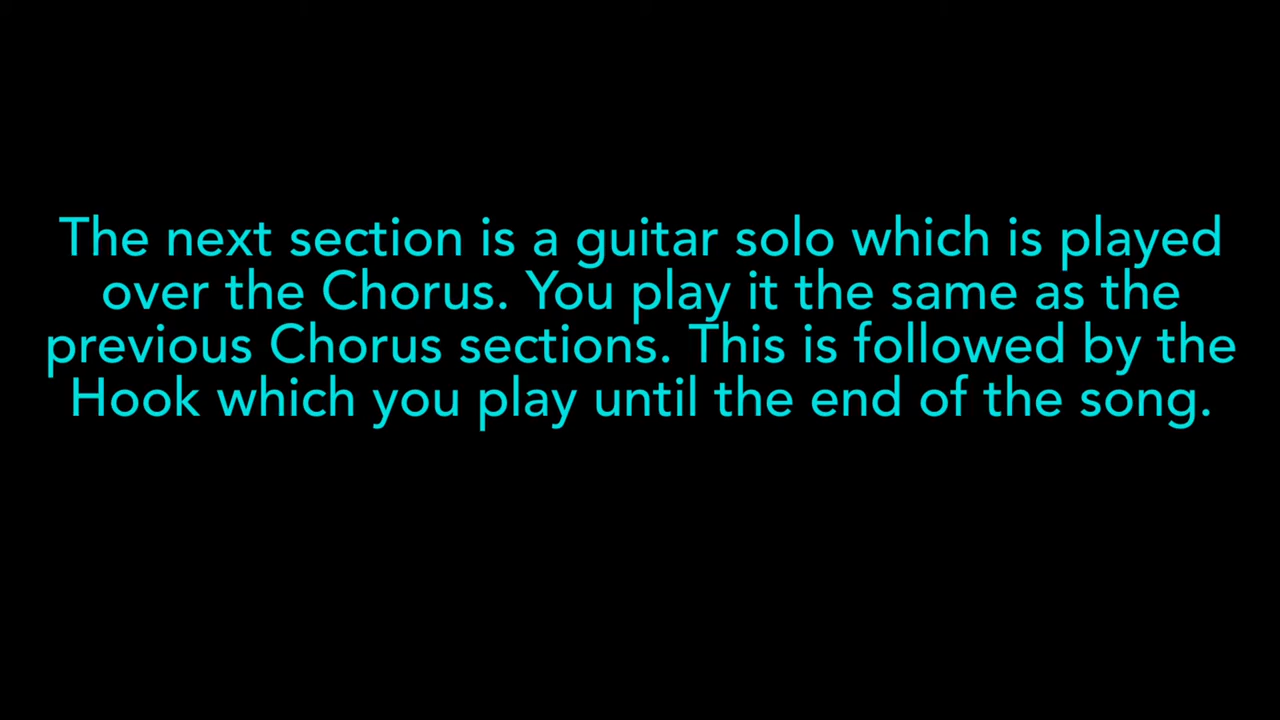 The next section is a guitar solo which is played
over the Chorus. You play it the same as the
previous Chorus sections. This is followed by the
Hook which you play until the end of the song.